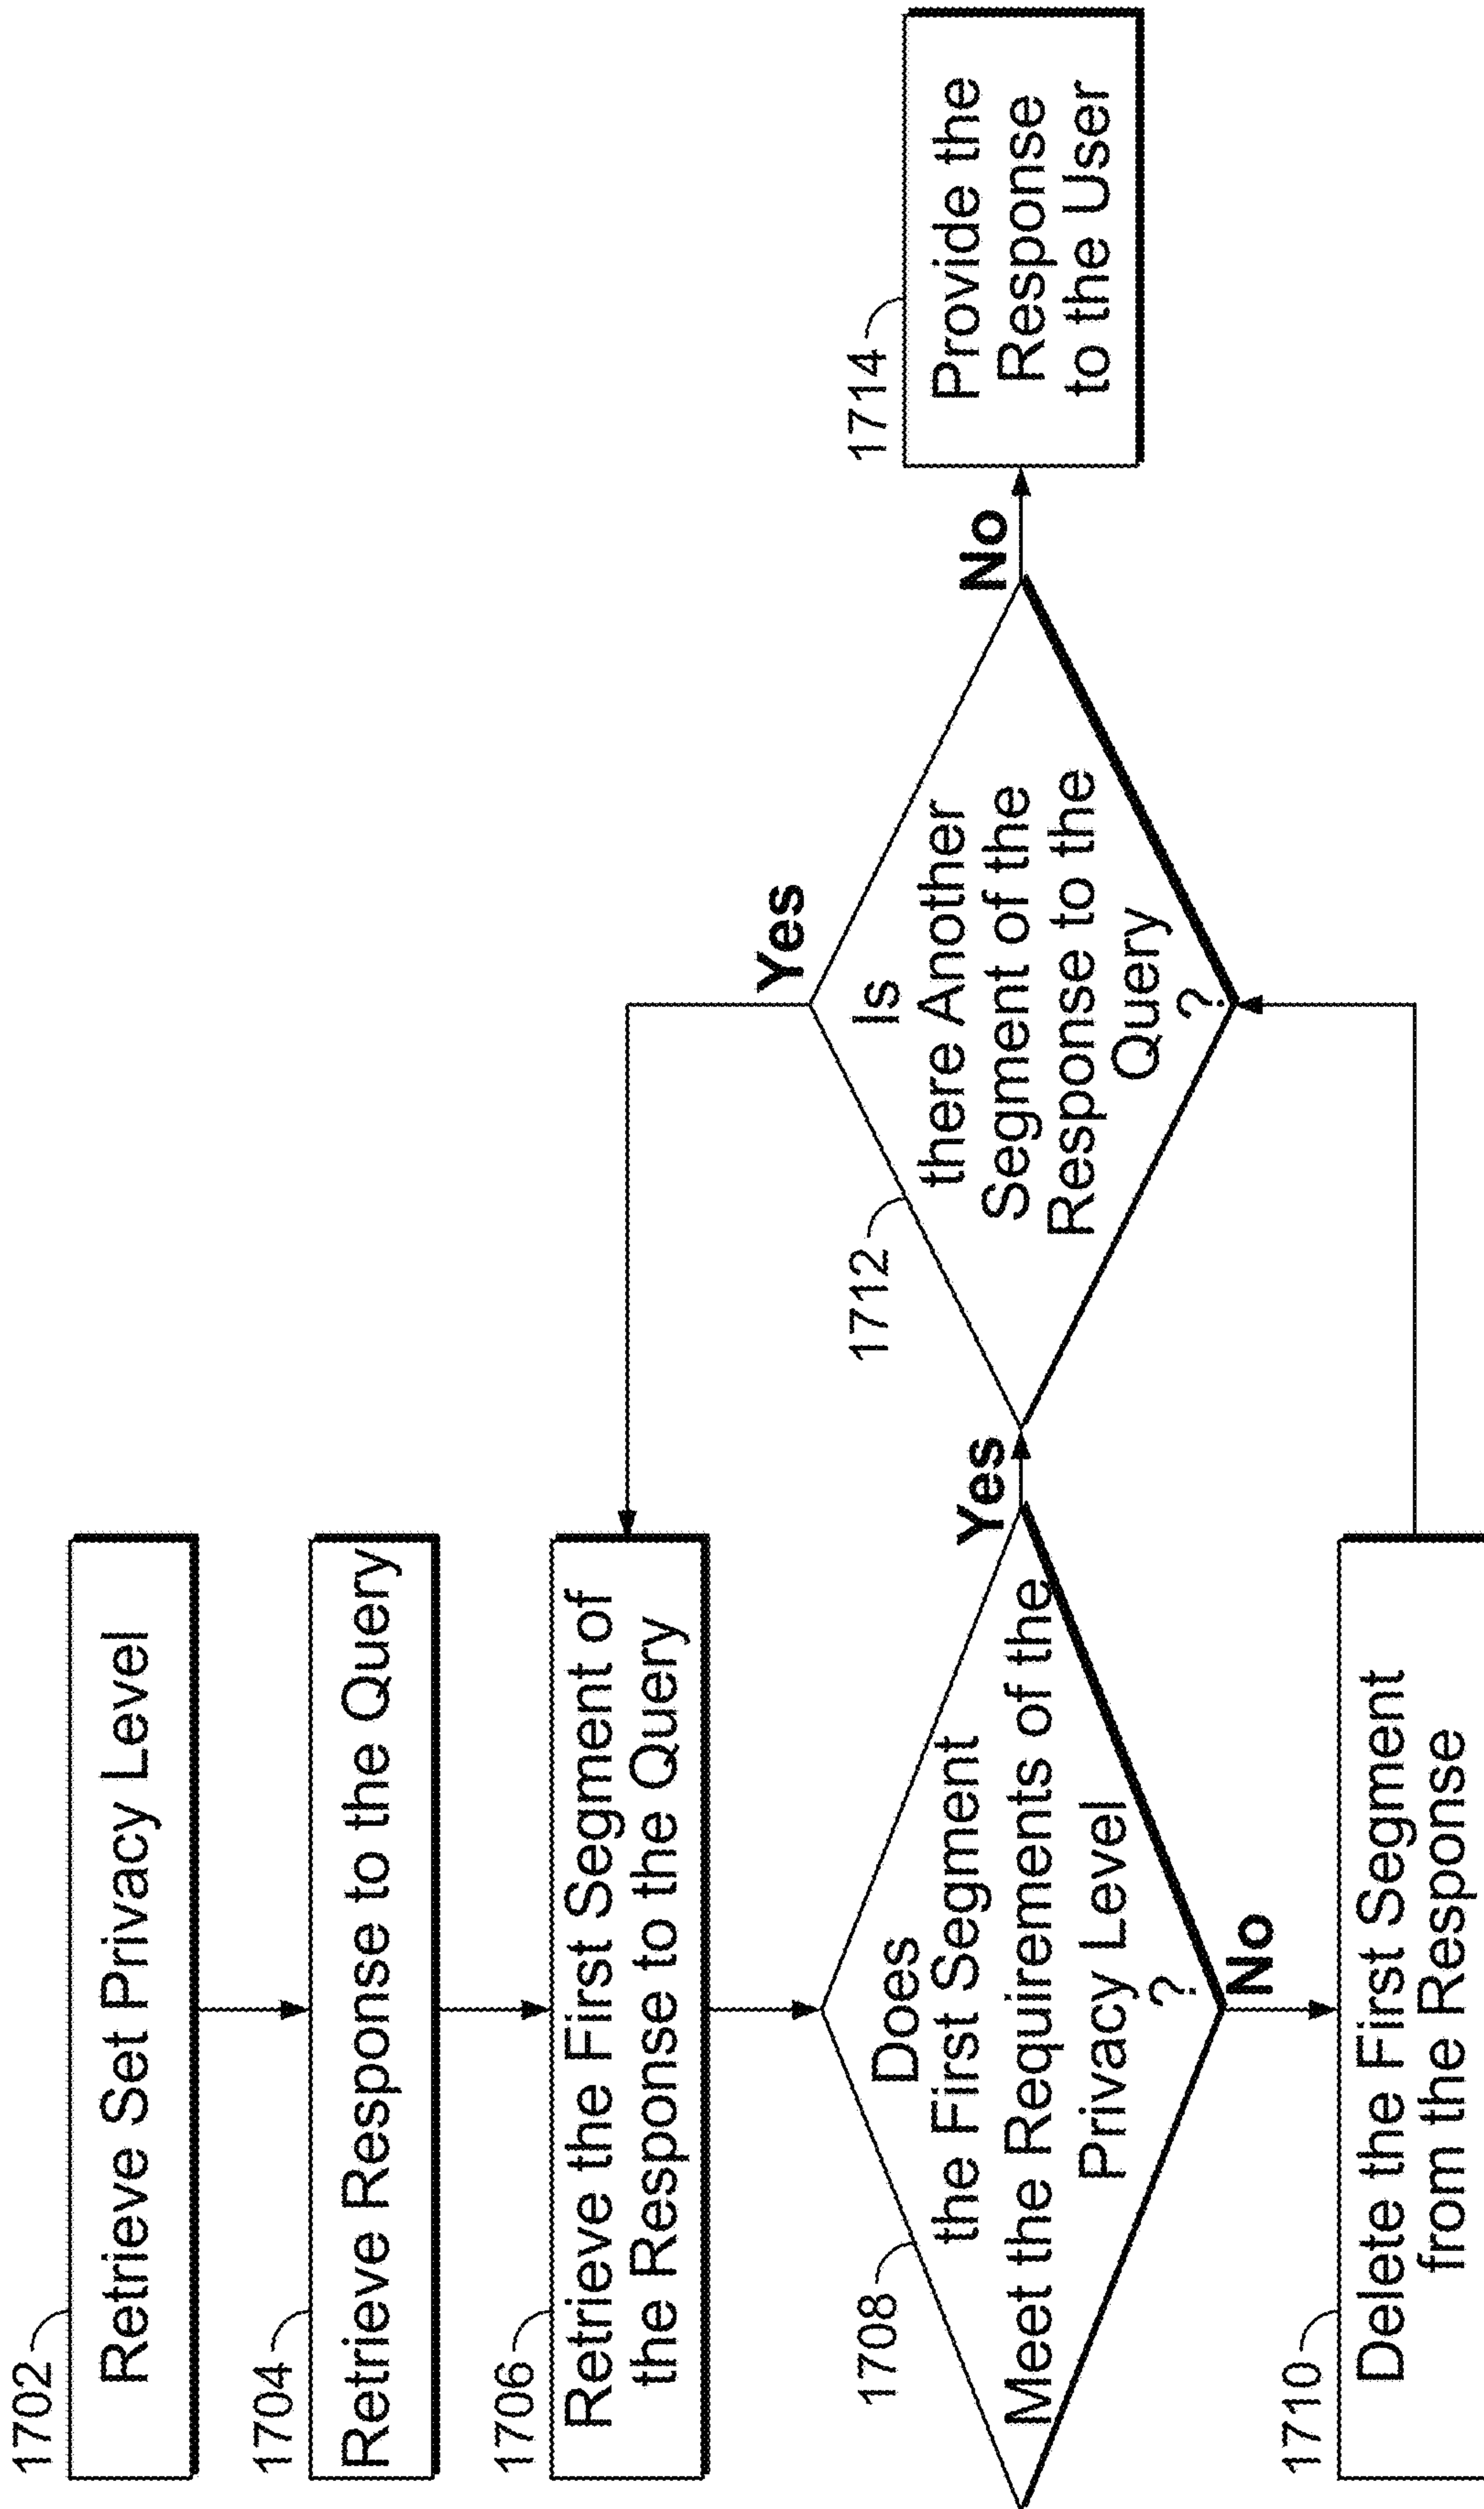 1702
Retrieve Set Privacy Level
1704
Retrieve Response to the Query
1706
Retrieve the First Segment of
the Response to the Query
1708
Does
the First Segment
Meet the Requirements of the
Privacy Level
?
Yes
No
1710
Delete the First Segment
from the Response
1712
Is
there Another
Segment of the
Response to the
Query
?
Yes
No
1714
Provide the
Response
to the User